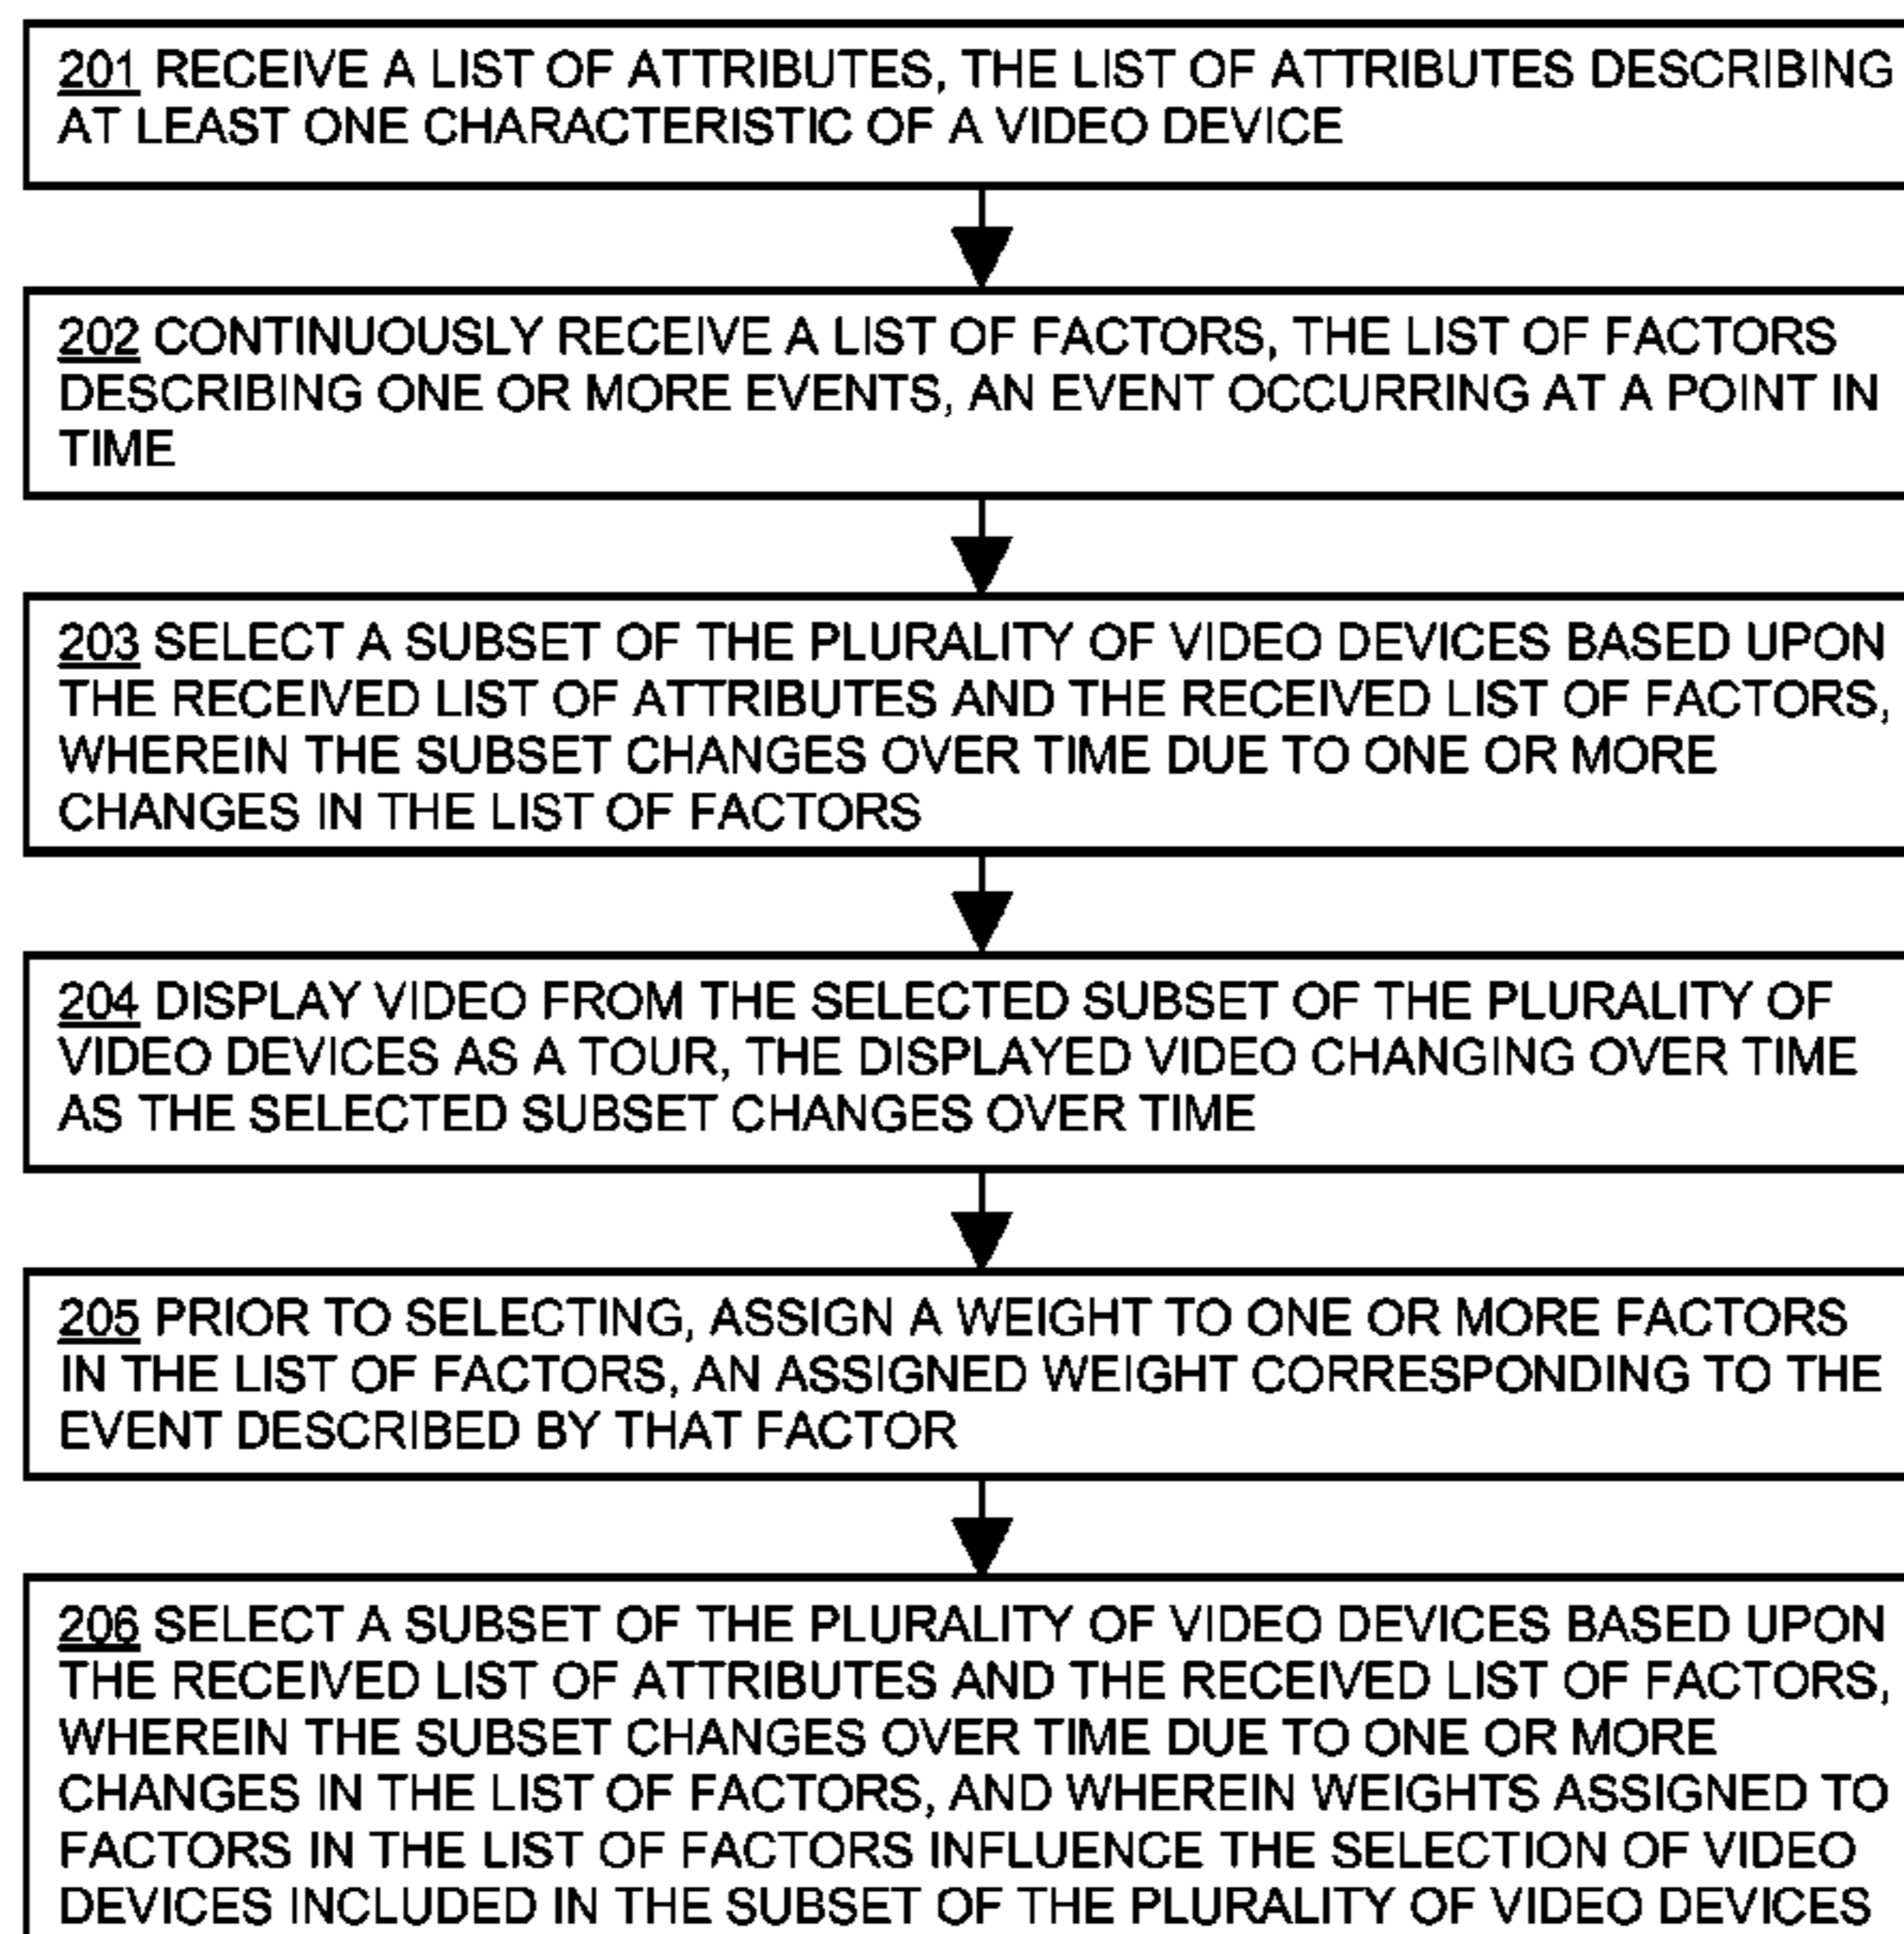 201 RECEIVE A LIST OF ATTRIBUTES, THE LIST OF ATTRIBUTES DESCRIBING
AT LEAST ONE CHARACTERISTIC OF A VIDEO DEVICE
202 CONTINUOUSLY RECEIVE A LIST OF FACTORS, THE LIST OF FACTORS
DESCRIBING ONE OR MORE EVENTS, AN EVENT OCCURRING AT A POINT IN
TIME
203 SELECT A SUBSET OF THE PLURALITY OF VIDEO DEVICES BASED UPON
THE RECEIVED LIST OF ATTRIBUTES AND THE RECEIVED LIST OF FACTORS,
WHEREIN THE SUBSET CHANGES OVER TIME DUE TO ONE OR MORE
CHANGES IN THE LIST OF FACTORS
204 DISPLAY VIDEO FROM THE SELECTED SUBSET OF THE PLURALITY OF
VIDEO DEVICES AS A TOUR, THE DISPLAYED VIDEO CHANGING OVER TIME
AS THE SELECTED SUBSET CHANGES OVER TIME
205 PRIOR TO SELECTING, ASSIGN A WEIGHT TO ONE OR MORE FACTORS
IN THE LIST OF FACTORS, AN ASSIGNED WEIGHT CORRESPONDING TO THE
EVENT DESCRIBED BY THAT FACTOR
206 SELECT A SUBSET OF THE PLURALITY OF VIDEO DEVICES BASED UPON
THE RECEIVED LIST OF ATTRIBUTES AND THE RECEIVED LIST OF FACTORS,
WHEREIN THE SUBSET CHANGES OVER TIME DUE TO ONE OR MORE
CHANGES IN THE LIST OF FACTORS, AND WHEREIN WEIGHTS ASSIGNED TO
FACTORS IN THE LIST OF FACTORS INFLUENCE THE SELECTION OF VIDEO
DEVICES INCLUDED IN THE SUBSET OF THE PLURALITY OF VIDEO DEVICES